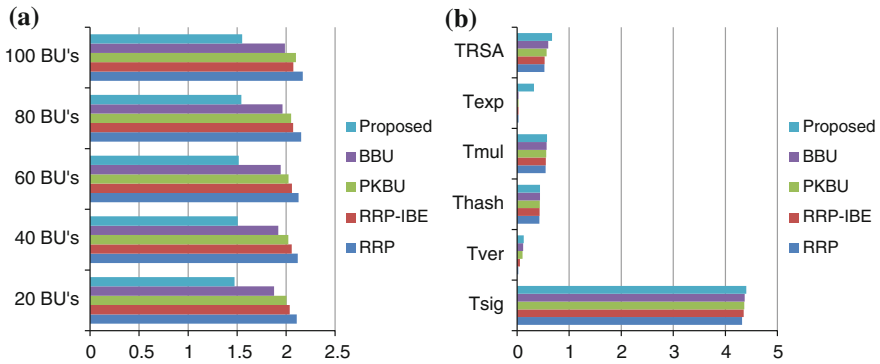 (a)
100 BU's
80 BU's
60 BU's
40 BU's
20 BU's
0 0.5 1 1.5 2 2.5
Proposed
BBU
PKBU
RRP-IBE
RRP
(b)
TRSA
Texp
Tmul
Thash
Tver
Tsig
0 1 2 3 4 5
Proposed
BBU
PKBU
RRP-IBE
RRP